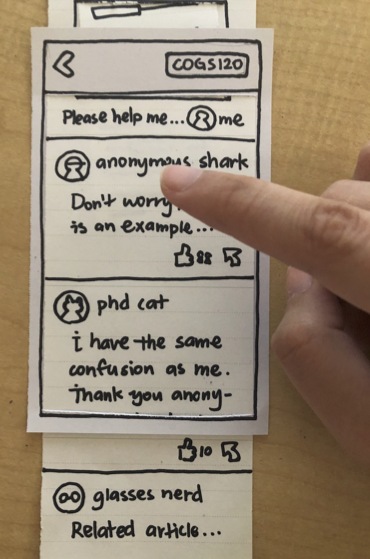 COGS120
Please help me... me
anonymous shark
Don't worry
is an example...
88
phd cat
i have the same
confusion as me.
Thank you anony-
10
glasses nerd
Related article...